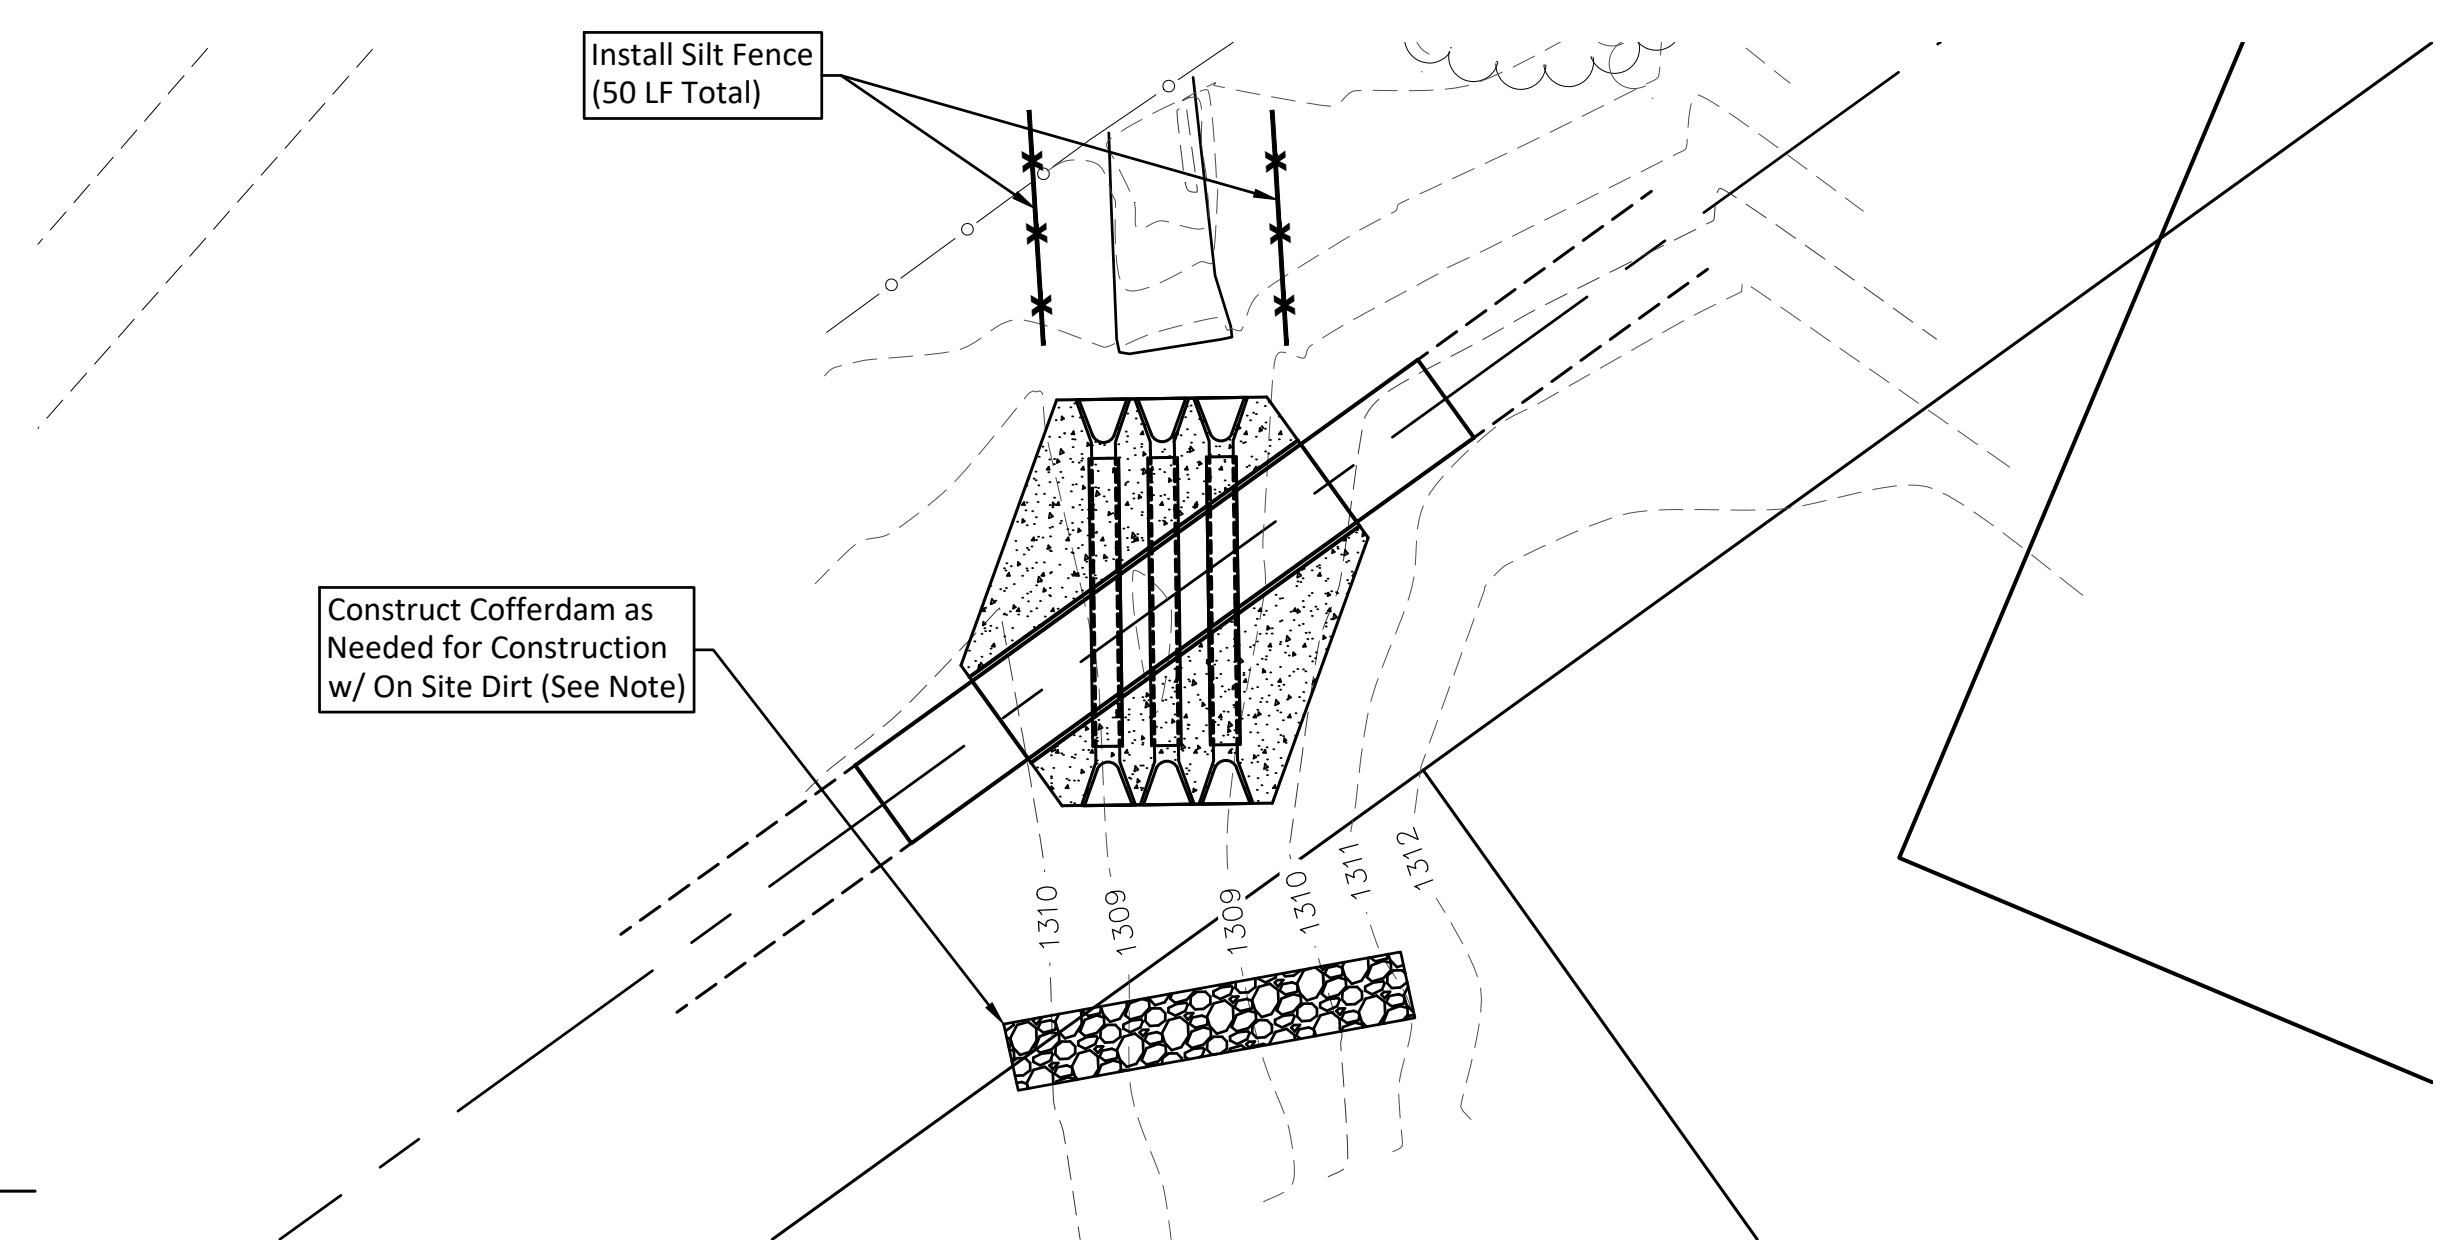 Install Silt Fence
(50 LF Total)
Construct Cofferdam as
Needed for Construction
w/ On Site Dirt (See Note)
1310
1309
1309
1310
1311
1312